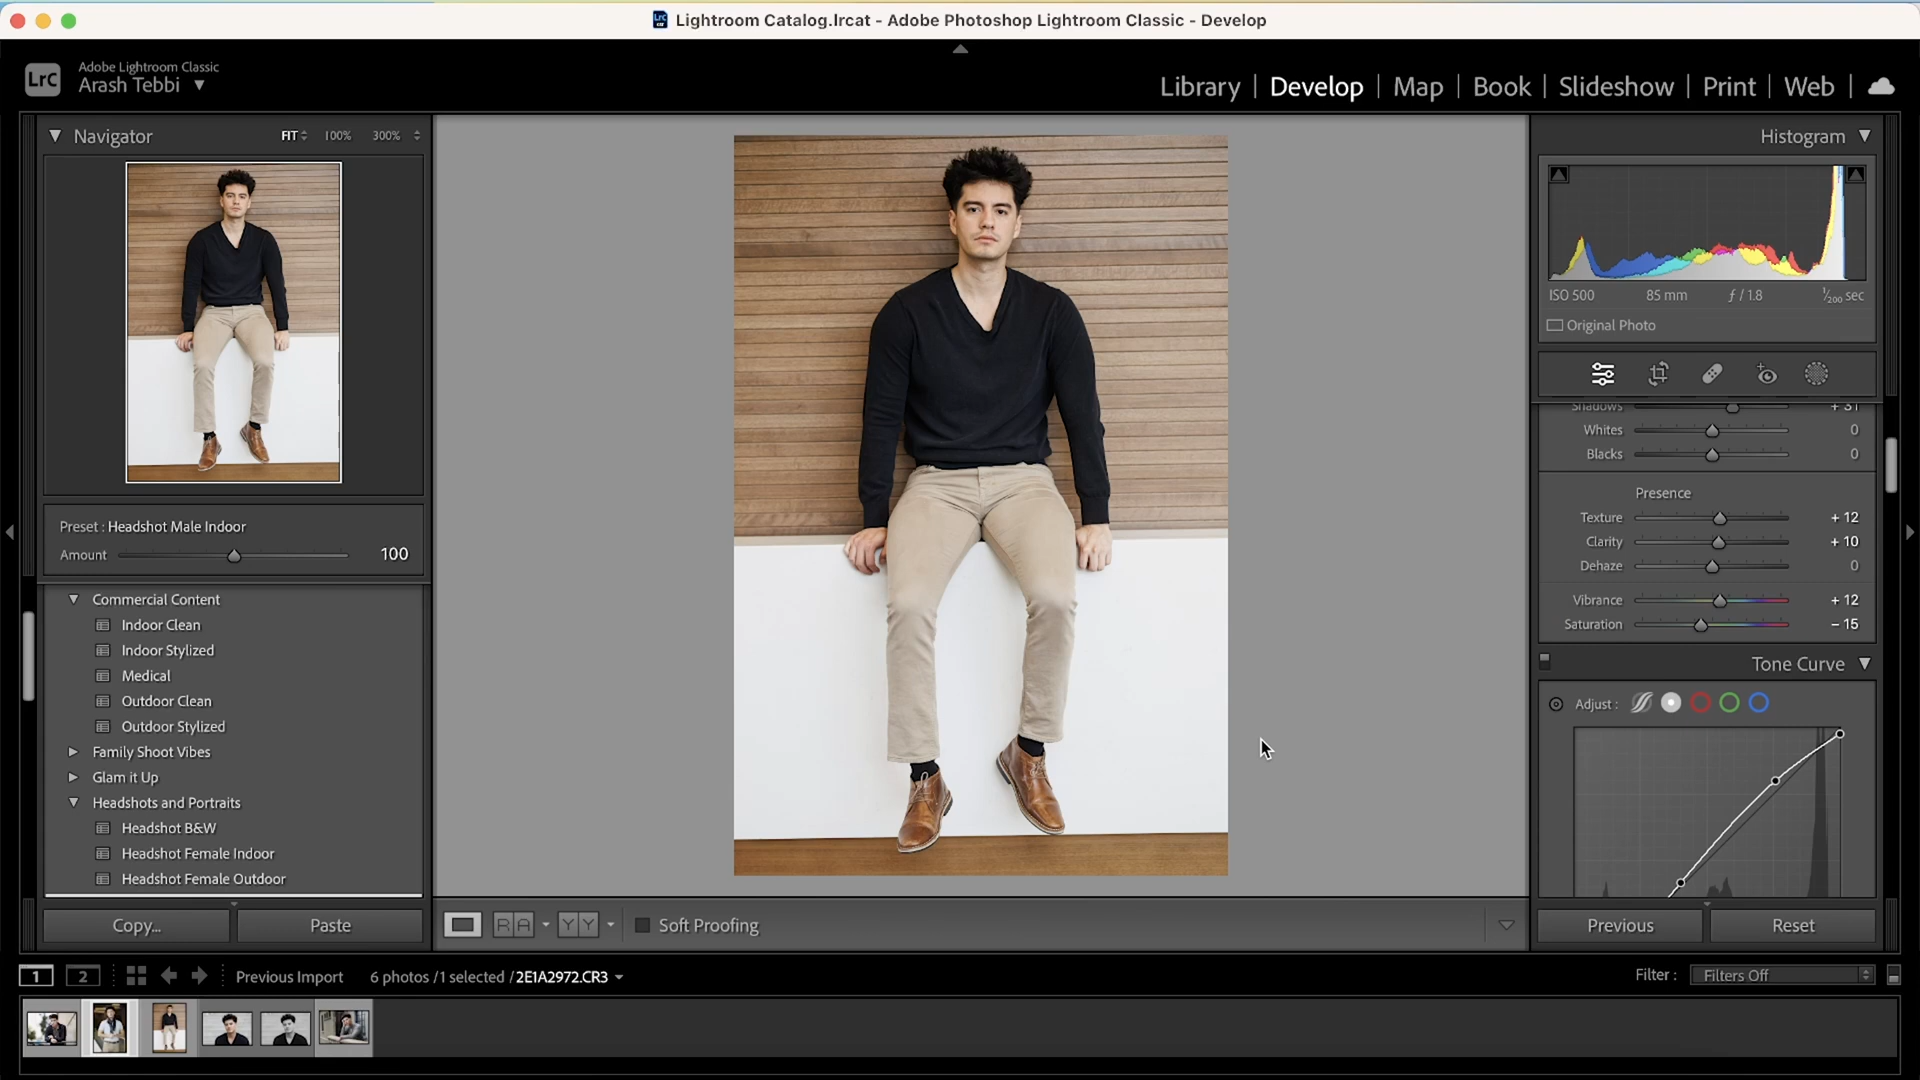 Lightroom Catalog.lrcat - Adobe Photoshop Lightroom Classic - Develop
LrC
Adobe Lightroom Classic
Arash Tebbi
Library | Develop | Map | Book | Slideshow | Print | Web
Navigator
FIT 100% 300%
Preset : Headshot Male Indoor
Amount 100
Commercial Content
Indoor Clean
Indoor Stylized
Medical
Outdoor Clean
Outdoor Stylized
Family Shoot Vibes
Glam it Up
Headshots and Portraits
Headshot B&W
Headshot Female Indoor
Headshot Female Outdoor
Copy... Paste
R A Y Y Soft Proofing
Histogram
ISO 500 85 mm ƒ / 1.8 1/200 sec
Original Photo
Shadows + 31
Whites 0
Blacks 0
Presence
Texture + 12
Clarity + 10
Dehaze 0
Vibrance + 12
Saturation – 15
Tone Curve
Adjust :
Previous Reset
1 2 Previous Import 6 photos /1 selected /2E1A2972.CR3
Filter : Filters Off